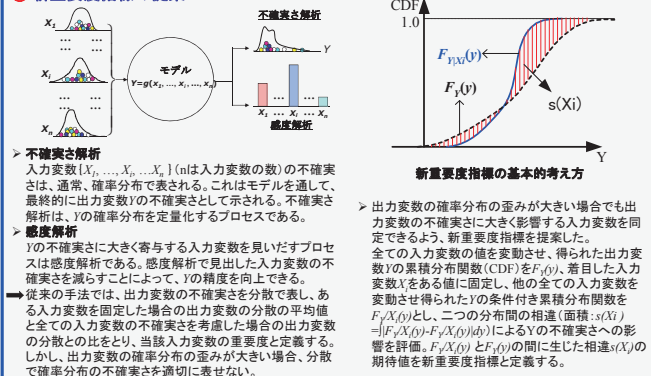 不確実さ解析
X1
... ...
... ...
Xi
... ...
... ...
Xn
モデル
Y=g(x1, ..., xi, ..., xn)
Y
... ...
... ...
X1 ... Xi ... Xn
感度解析
➢ 不確実さ解析
入力変数{X1, …, Xi, …Xn}(nは入力変数の数)の不確実
さは、通常、確率分布で表される。これはモデルを通して、
最終的に出力変数Yの不確実さとして示される。不確実さ
解析は、Yの確率分布を定量化するプロセスである。
➢ 感度解析
Yの不確実さに大きく寄与する入力変数を見いだすプロセ
スは感度解析である。感度解析で見出した入力変数の不
確実さを減らすことによって、Yの精度を向上できる。
➡従来の手法では、出力変数の不確実さを分散で表し、あ
る入力変数を固定した場合の出力変数の分散の平均値
と全ての入力変数の不確実さを考慮した場合の出力変数
の分散との比をとり、当該入力変数の重要度と定義する。
しかし、出力変数の確率分布の歪みが大きい場合、分散
で確率分布の不確実さを適切に表せない。
CDF
1.0
FY|Xi(y)
FY(y)
s(Xi)
Y
新重要度指標の基本的考え方
➢ 出力変数の確率分布の歪みが大きい場合でも出
力変数の不確実さに大きく影響する入力変数を同
定できるよう、新重要度指標を提案した。
全ての入力変数の値を変動させ、得られた出力変
数Yの累積分布関数(CDF)をFY(y)、着目した入力
変数Xiをある値に固定し、他の全ての入力変数を
変動させ得られたYの条件付き累積分布関数を
FY/Xi(y)とし、二つの分布間の相違(面積:s(Xi)
=∫|FY/Xi(y)-FY/Xi(y)|dy)によるYの不確実さへの影
響を評価。FY/Xi(y) とFY(y)の間に生じた相違s(Xi)の
期待値を新重要度指標と定義する。